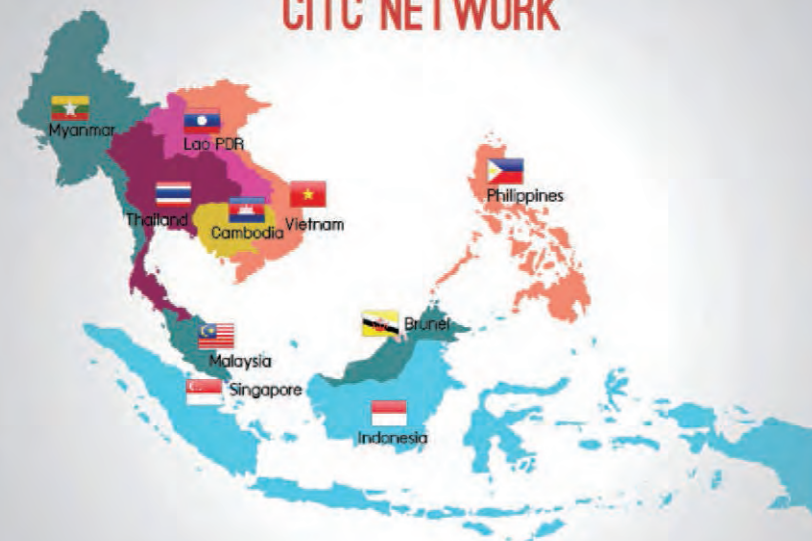 CITC NETWORK
Myanmar
Lao PDR
Thailand
Cambodia
Vietnam
Philippines
Brunei
Malaysia
Singapore
Indonesia